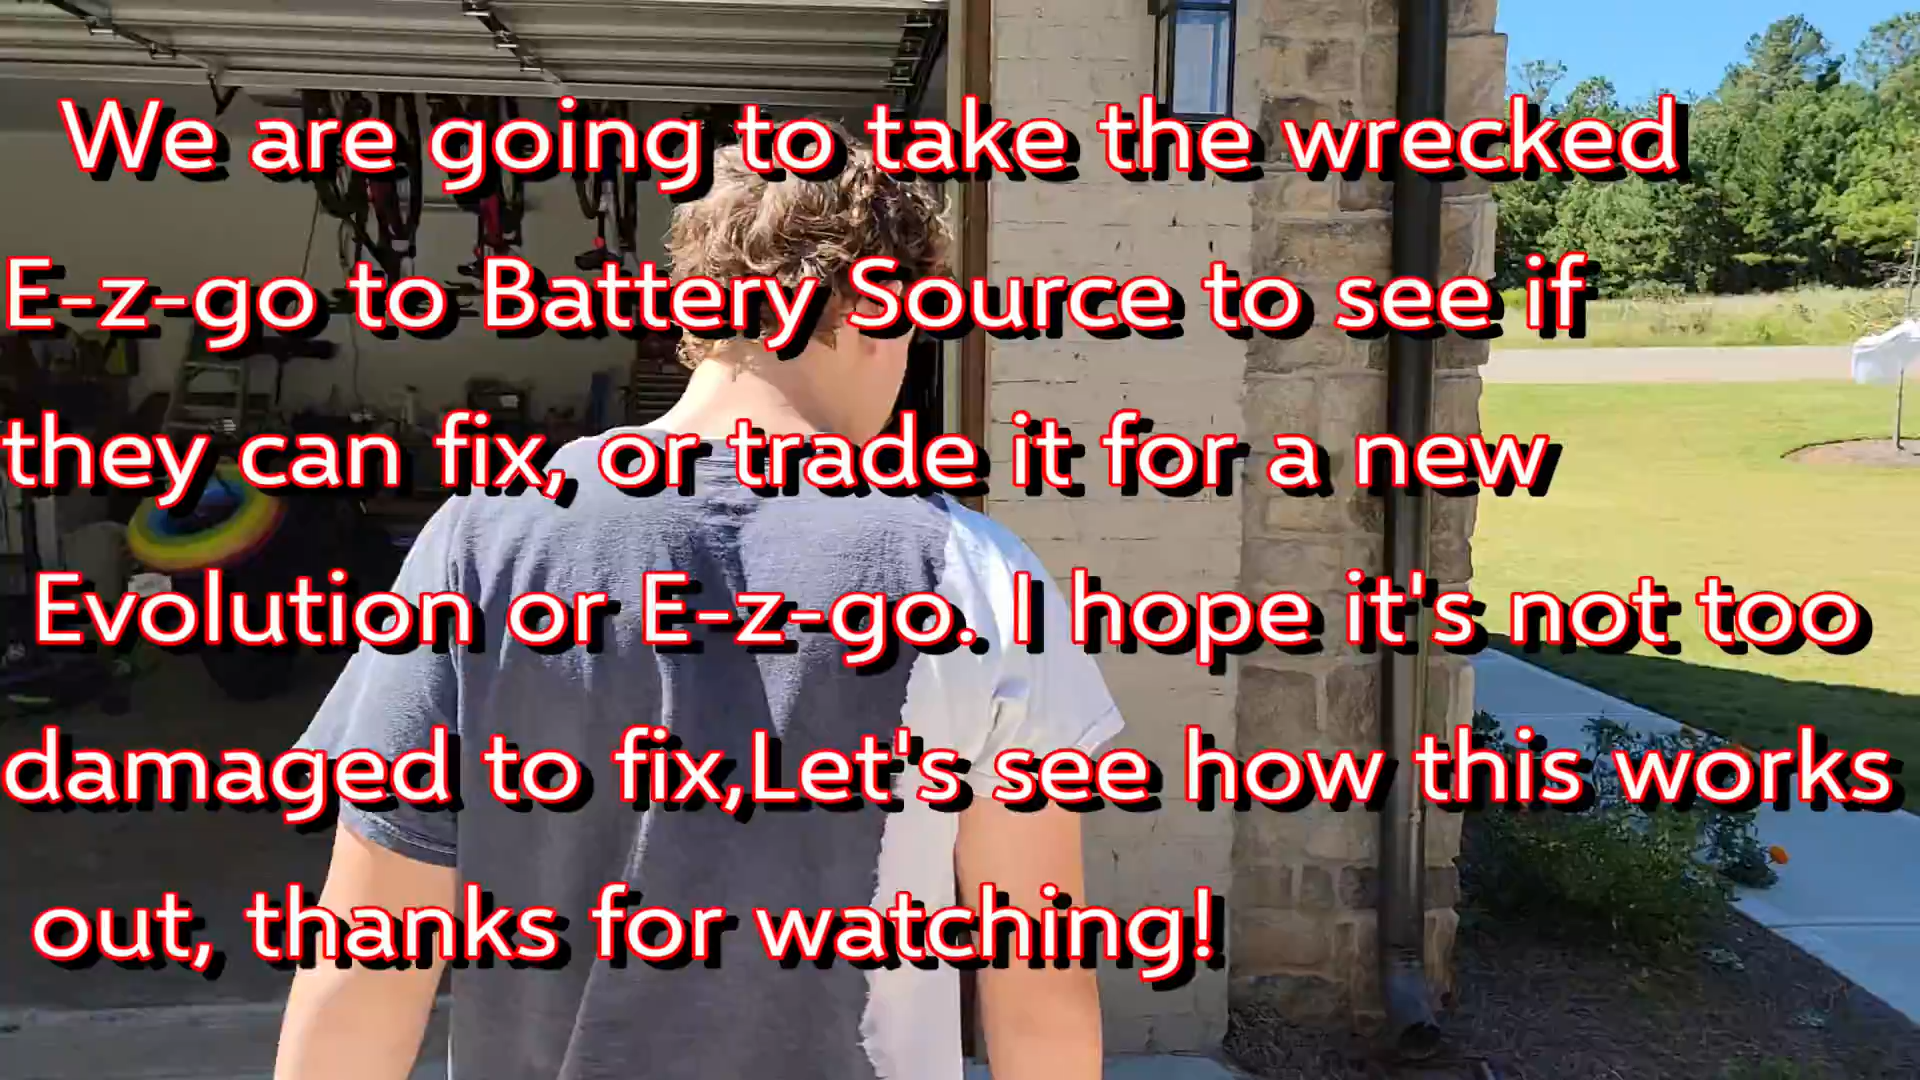 We are going to take the wrecked
E-z-go to Battery Source to see if
they can fix, or trade it for a new
Evolution or E-z-go. I hope it's not too
damaged to fix,Let's see how this works
out, thanks for watching!